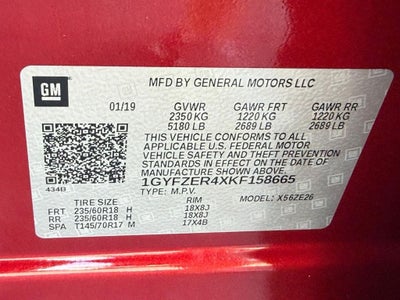 GM
MFD BY GENERAL MOTORS LLC
01/19 GVWR GAWR FRT GAWR RR
2350 KG 1220 KG 1220 KG
5180 LB 2689 LB 2689 LB
THIS VEHICLE CONFORMS TO ALL
APPLICABLE U.S. FEDERAL MOTOR
VEHICLE SAFETY AND THEFT PREVENTION
STANDARDS IN EFFECT ON THE DATE
OF MANUFACTURE SHOWN ABOVE.
434B
1GYFZER4XKF158665
TYPE: M.P.V. MODEL: X56ZE26
TIRE SIZE RIM
FRT 235/60R18 H 18X8J
RR 235/60R18 H 18X8J
SPA T145/70R17 M 17X4B